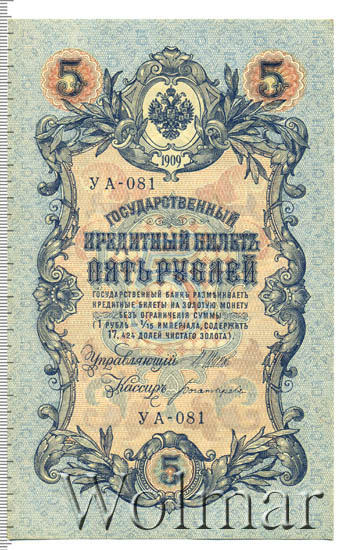 5 5
1909
УА-081
ГОСУДАРСТВЕННЫЙ
КРЕДИТНЫЙ БИЛЕТЪ
ПЯТЬ РУБЛЕЙ
ГОСУДАРСТВЕННЫЙ БАНКЪ РАЗМѢНИВАЕТЪ
КРЕДИТНЫЕ БИЛЕТЫ НА ЗОЛОТУЮ МОНЕТУ
БЕЗЪ ОГРАНИЧЕНІЯ СУММЫ
(1 РУБЛЬ = 1/15 ИМПЕРІАЛА, СОДЕРЖИТЪ
17,424 ДОЛЕЙ ЧИСТАГО ЗОЛОТА).
Управляющій
Кассиръ
УА-081
5
Wolmar